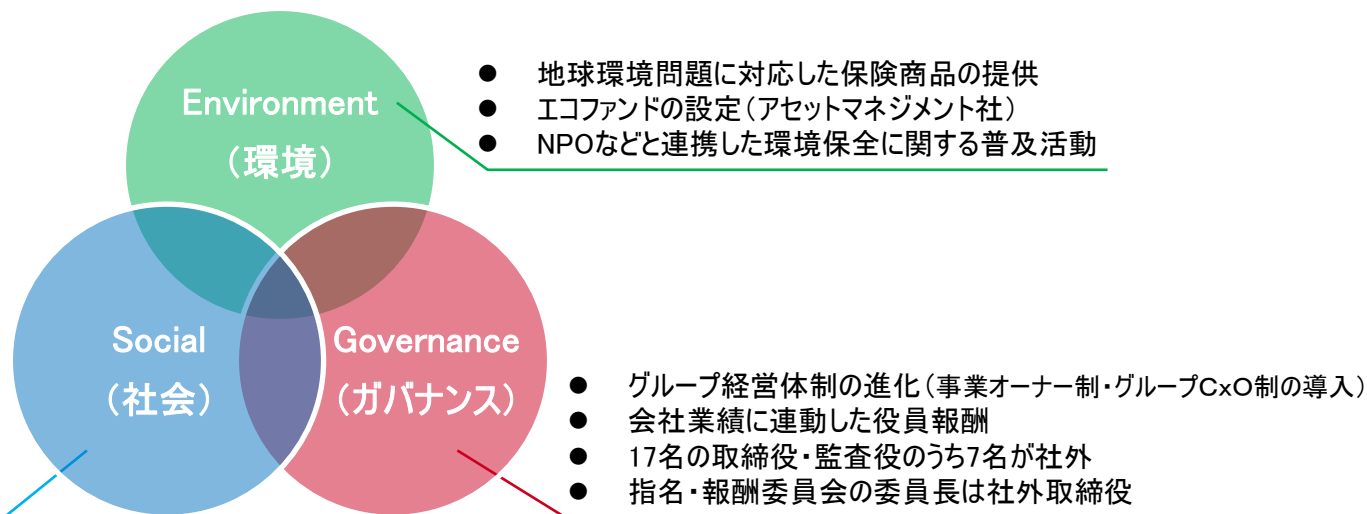 Environment
（環境）
● 地球環境問題に対応した保険商品の提供
● エコファンドの設定（アセットマネジメント社）
● NPOなどと連携した環境保全に関する普及活動
Social
（社会）
Governance
（ガバナンス）
● グループ経営体制の進化（事業オーナー制・グループCxO制の導入）
● 会社業績に連動した役員報酬
● 17名の取締役・監査役のうち7名が社外
● 指名・報酬委員会の委員長は社外取締役